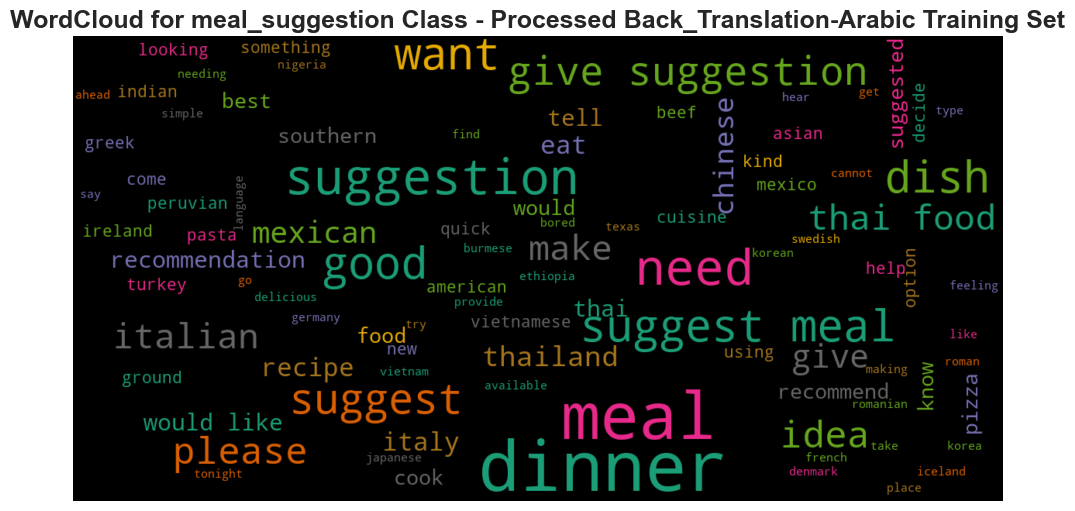 WordCloud for meal_suggestion Class - Processed Back_Translation-Arabic Training Set
looking
something
want
needing
nigeria
give suggestion
suggested
ahead
indian
best
simple
tell
beef
hear
get
decide
type
greek
southern
find
eat
chinese
asian
kind
cannot
dish
come
say
peruvian
language
suggestion
would
bored
mexico
cuisine
texas
thai food
ireland
pasta
mexican
quick
make
swedish
korean
recommendation
good
burmese
ethiopia
need
help
option
feeling
turkey
go
delicious
american
provide
thai
germany
try
vietnamese
suggest meal
like
italian
food
new
thailand
using
give
roman
making
ground
recipe
vietnam
available
recommend
know
pizza
suggest
meal
romanian
would like
please
italy
idea
take
korea
tonight
japanese
cook
dinner
french
denmark
iceland
place